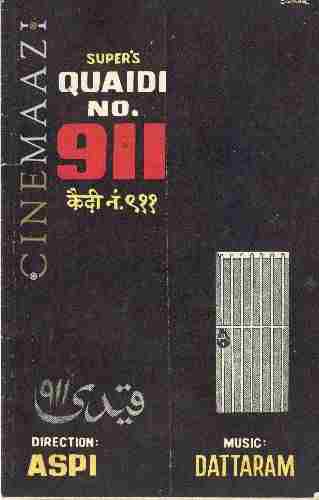 CINEMAAZI
SUPER'S
QUAIDI
NO.
911
कैदी नं.९११
قیدی ۹۱۱
DIRECTION:
ASPI
MUSIC:
DATTARAM